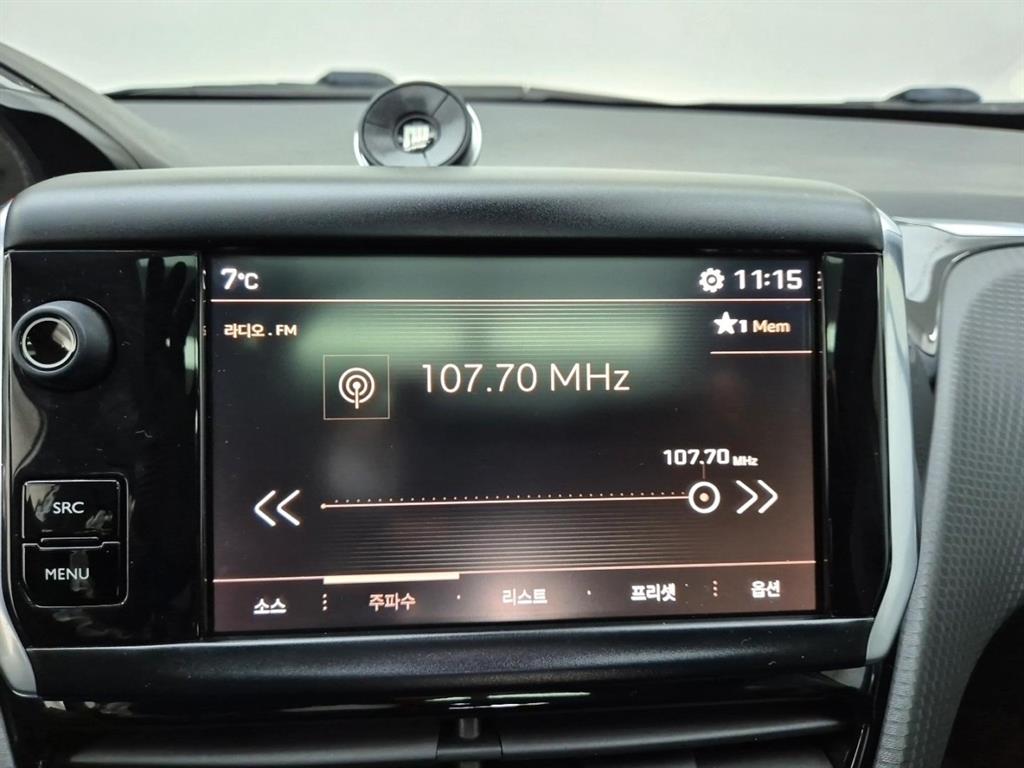 7°C
11:15
라디오 . FM
★1 Mem
107.70 MHz
107.70 MHz
SRC
MENU
소스
주파수
리스트
프리셋
옵션